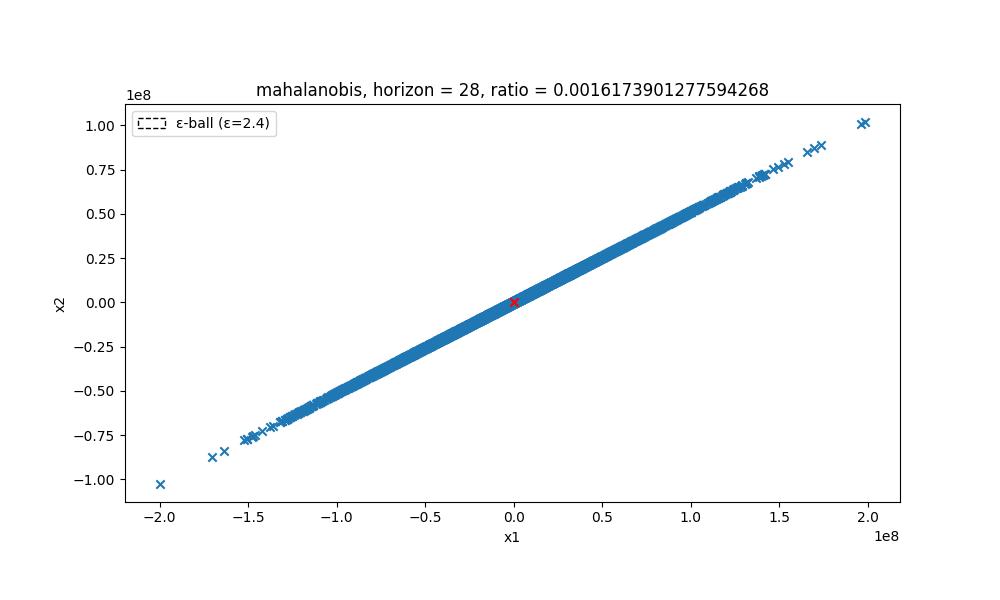 mahalanobis, horizon = 28, ratio = 0.0016173901277594268
1e8
ε-ball (ε=2.4)
1.00
0.75
0.50
0.25
0.00
−0.25
−0.50
−0.75
−1.00
x2
−2.0 −1.5 −1.0 −0.5 0.0 0.5 1.0 1.5 2.0
x1
1e8